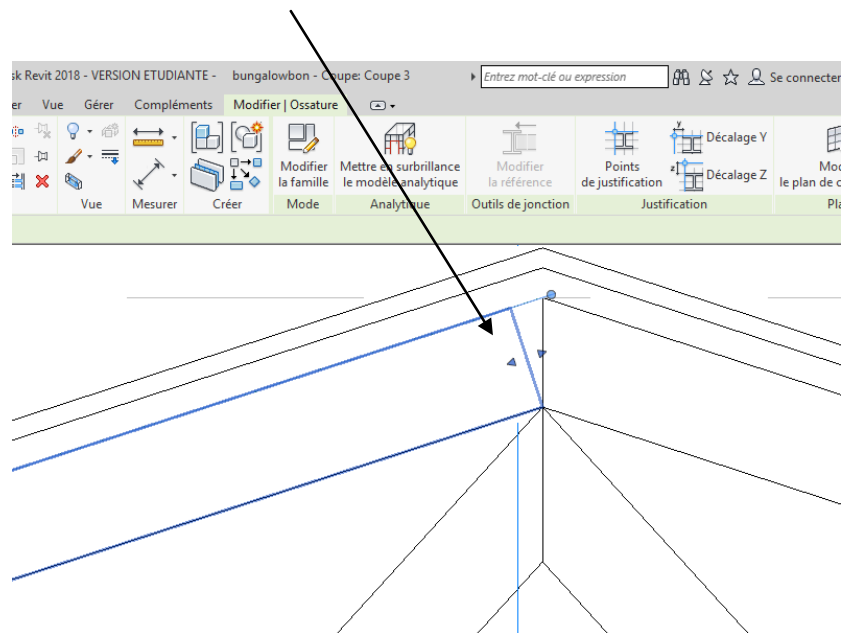 sk Revit 2018 - VERSION ETUDIANTE - bungalowbon - Coupe: Coupe 3
Entrez mot-clé ou expression
Se connecter
er Vue Gérer Compléments Modifier | Ossature
Modifier
la famille
Mettre en surbrillance
le modèle analytique
Modifier
la référence
Points
de justification
Décalage Y
Décalage Z
Mo
le plan de c
Vue Mesurer Créer Mode Analytique Outils de jonction Justification Pla